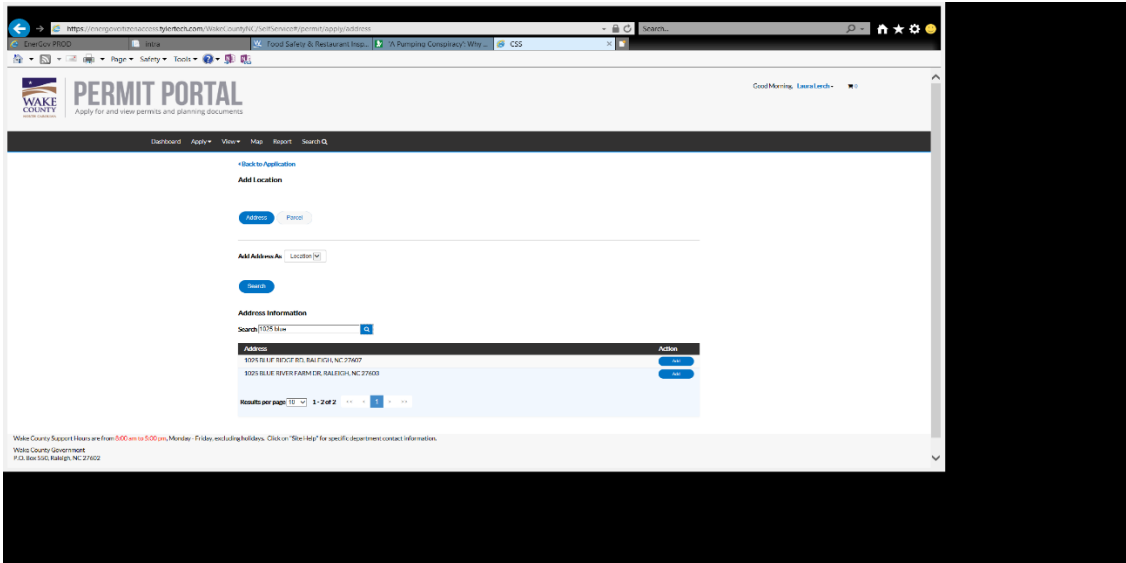 https://energovcitizenaccess.tylertech.com/WakeCountyNC/SelfService#/permit/apply/address
Search...
EnerGov PROD
Intra
Food Safety & Restaurant Insp...
'A Pumping Conspiracy': Why ...
CSS
Page
Safety
Tools
WAKE
COUNTY
NORTH CAROLINA
PERMIT PORTAL
Apply for and view permits and planning documents
Good Morning, Laura Lerch
0
Dashboard Apply View Map Report Search
Back to Application
Add Location
Address Parcel
Add Address As Location
Search
Address Information
Search 1025 blue
Address Action
1025 BLUE RIDGE RD, RALEIGH, NC 27607 Add
1025 BLUE RIVER FARM DR, RALEIGH, NC 27603 Add
Results per page 10 1 - 2 of 2 << < 1 > >>
Wake County Support Hours are from 8:00 am to 5:00 pm, Monday - Friday, excluding holidays. Click on "Site Help" for specific department contact information.
Wake County Government
P.O. Box 550, Raleigh, NC 27602